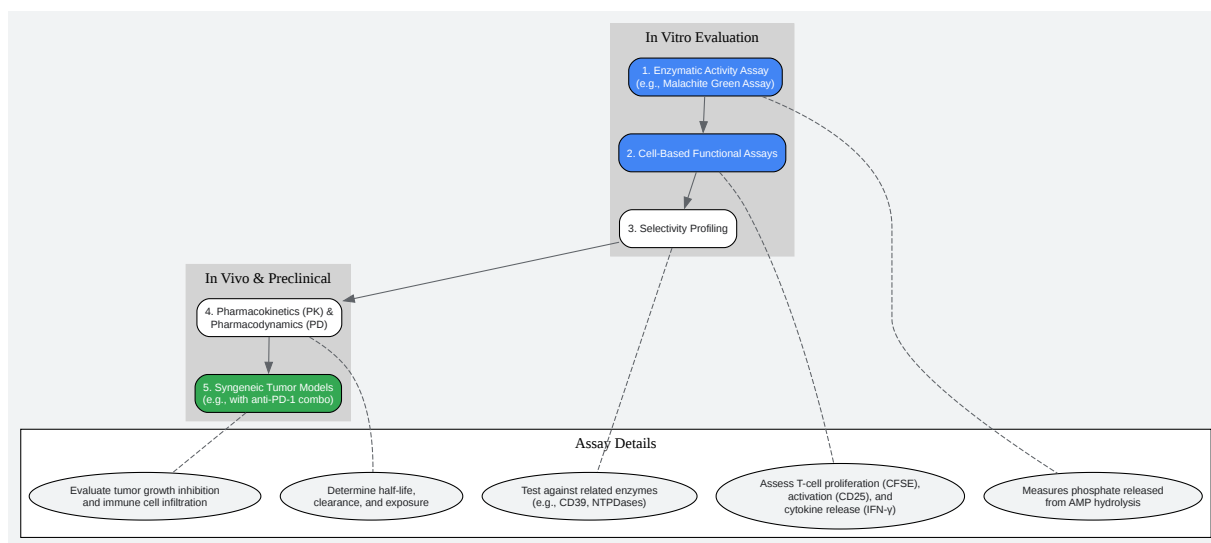 In Vitro Evaluation
1. Enzymatic Activity Assay
(e.g., Malachite Green Assay)
2. Cell-Based Functional Assays
3. Selectivity Profiling
In Vivo & Preclinical
4. Pharmacokinetics (PK) &
Pharmacodynamics (PD)
5. Syngeneic Tumor Models
(e.g., with anti-PD-1 combo)
Assay Details
Evaluate tumor growth inhibition
and immune cell infiltration
Determine half-life,
clearance, and exposure
Test against related enzymes
(e.g., CD39, NTPDases)
Assess T-cell proliferation (CFSE),
activation (CD25), and
cytokine release (IFN-γ)
Measures phosphate released
from AMP hydrolysis